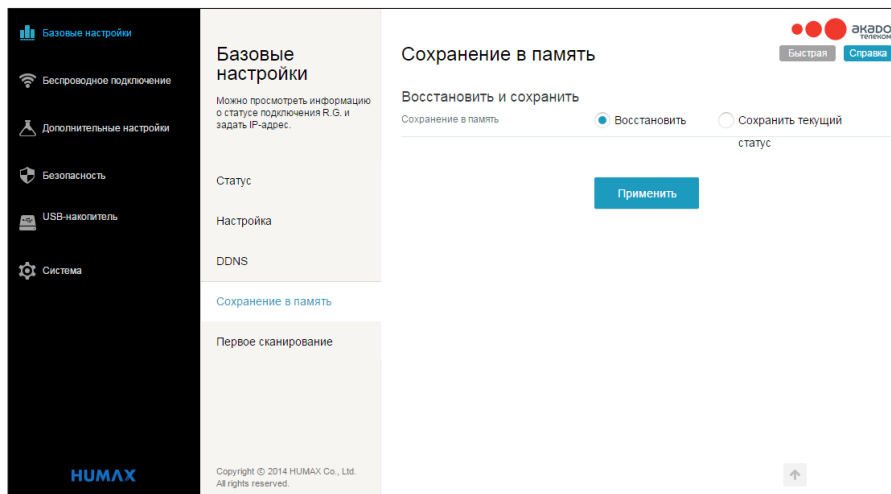 Базовые настройки
Беспроводное подключение
Дополнительные настройки
Безопасность
USB-накопитель
Система
HUMAX
Базовые
настройки
Можно просмотреть информацию
о статусе подключения R.G. и
задать IP-адрес.
Статус
Настройка
DDNS
Сохранение в память
Первое сканирование
Copyright © 2014 HUMAX Co., Ltd.
All rights reserved.
Сохранение в память
акадо
телеком
Быстрая
Справка
Восстановить и сохранить
Сохранение в память
Восстановить
Сохранить текущий
статус
Применить